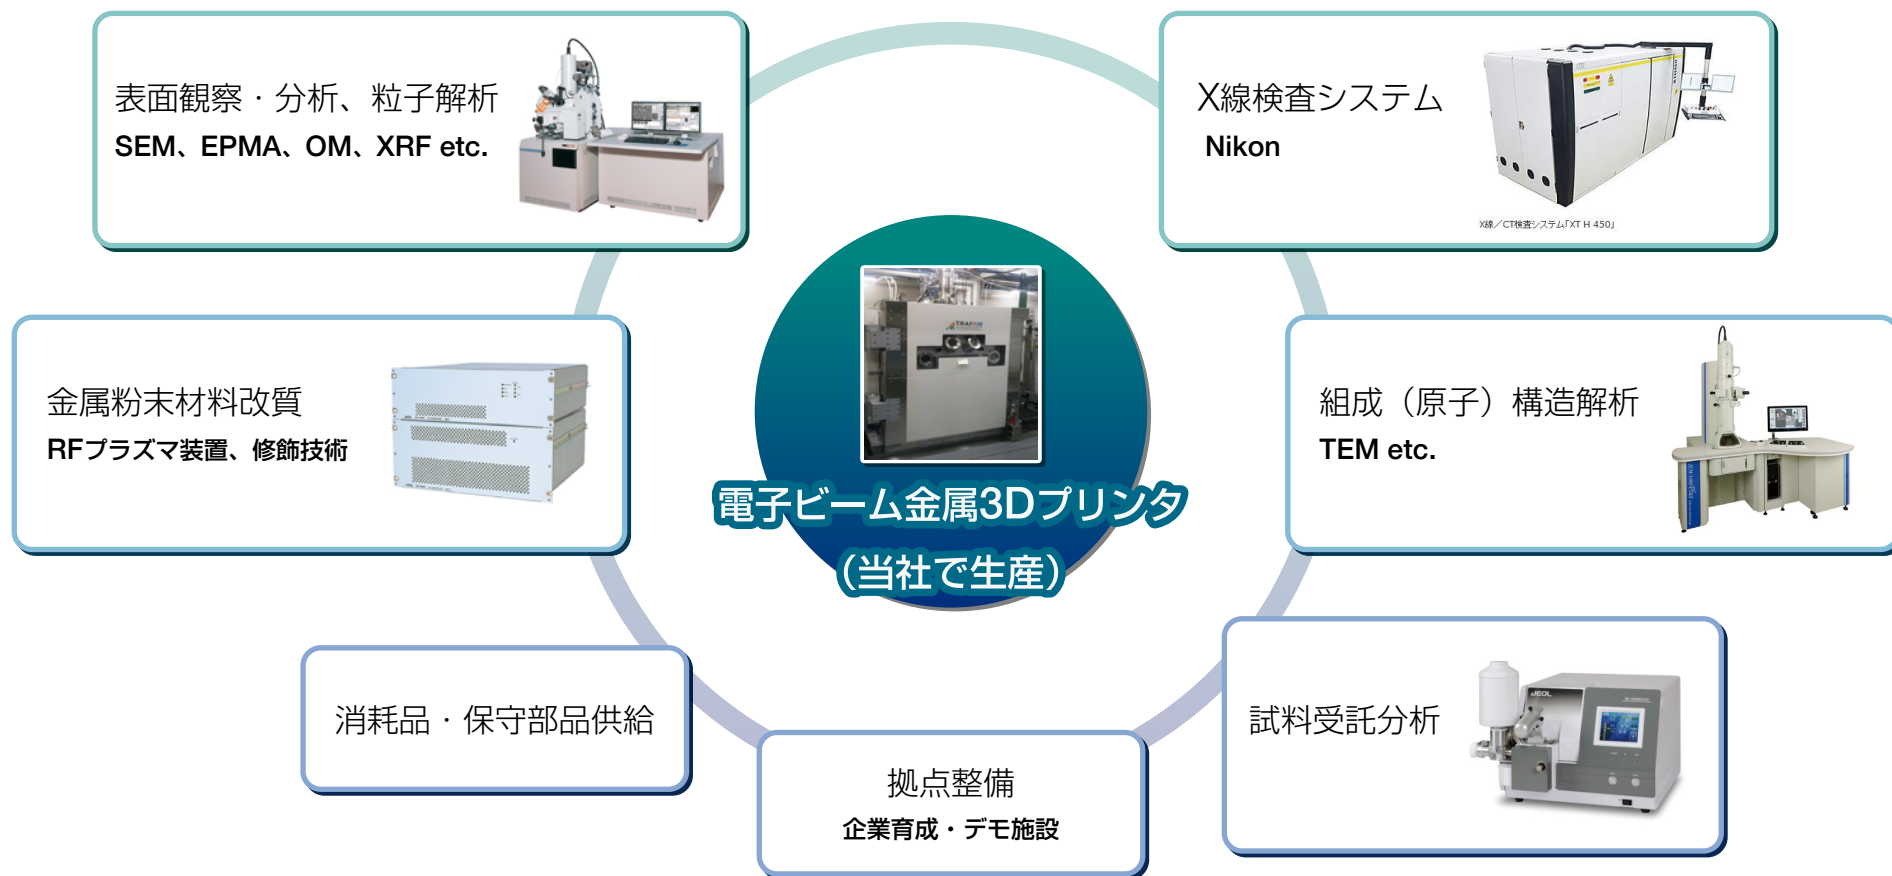 表面観察・分析、粒子解析
SEM、EPMA、OM、XRF etc.
X線検査システム
Nikon
X線／CT検査システム「XT H 450」
金属粉末材料改質
RFプラズマ装置、修飾技術
TRAFAM
電子ビーム金属3Dプリンタ
（当社で生産）
組成（原子）構造解析
TEM etc.
消耗品・保守部品供給
拠点整備
企業育成・デモ施設
試料受託分析
JEOL